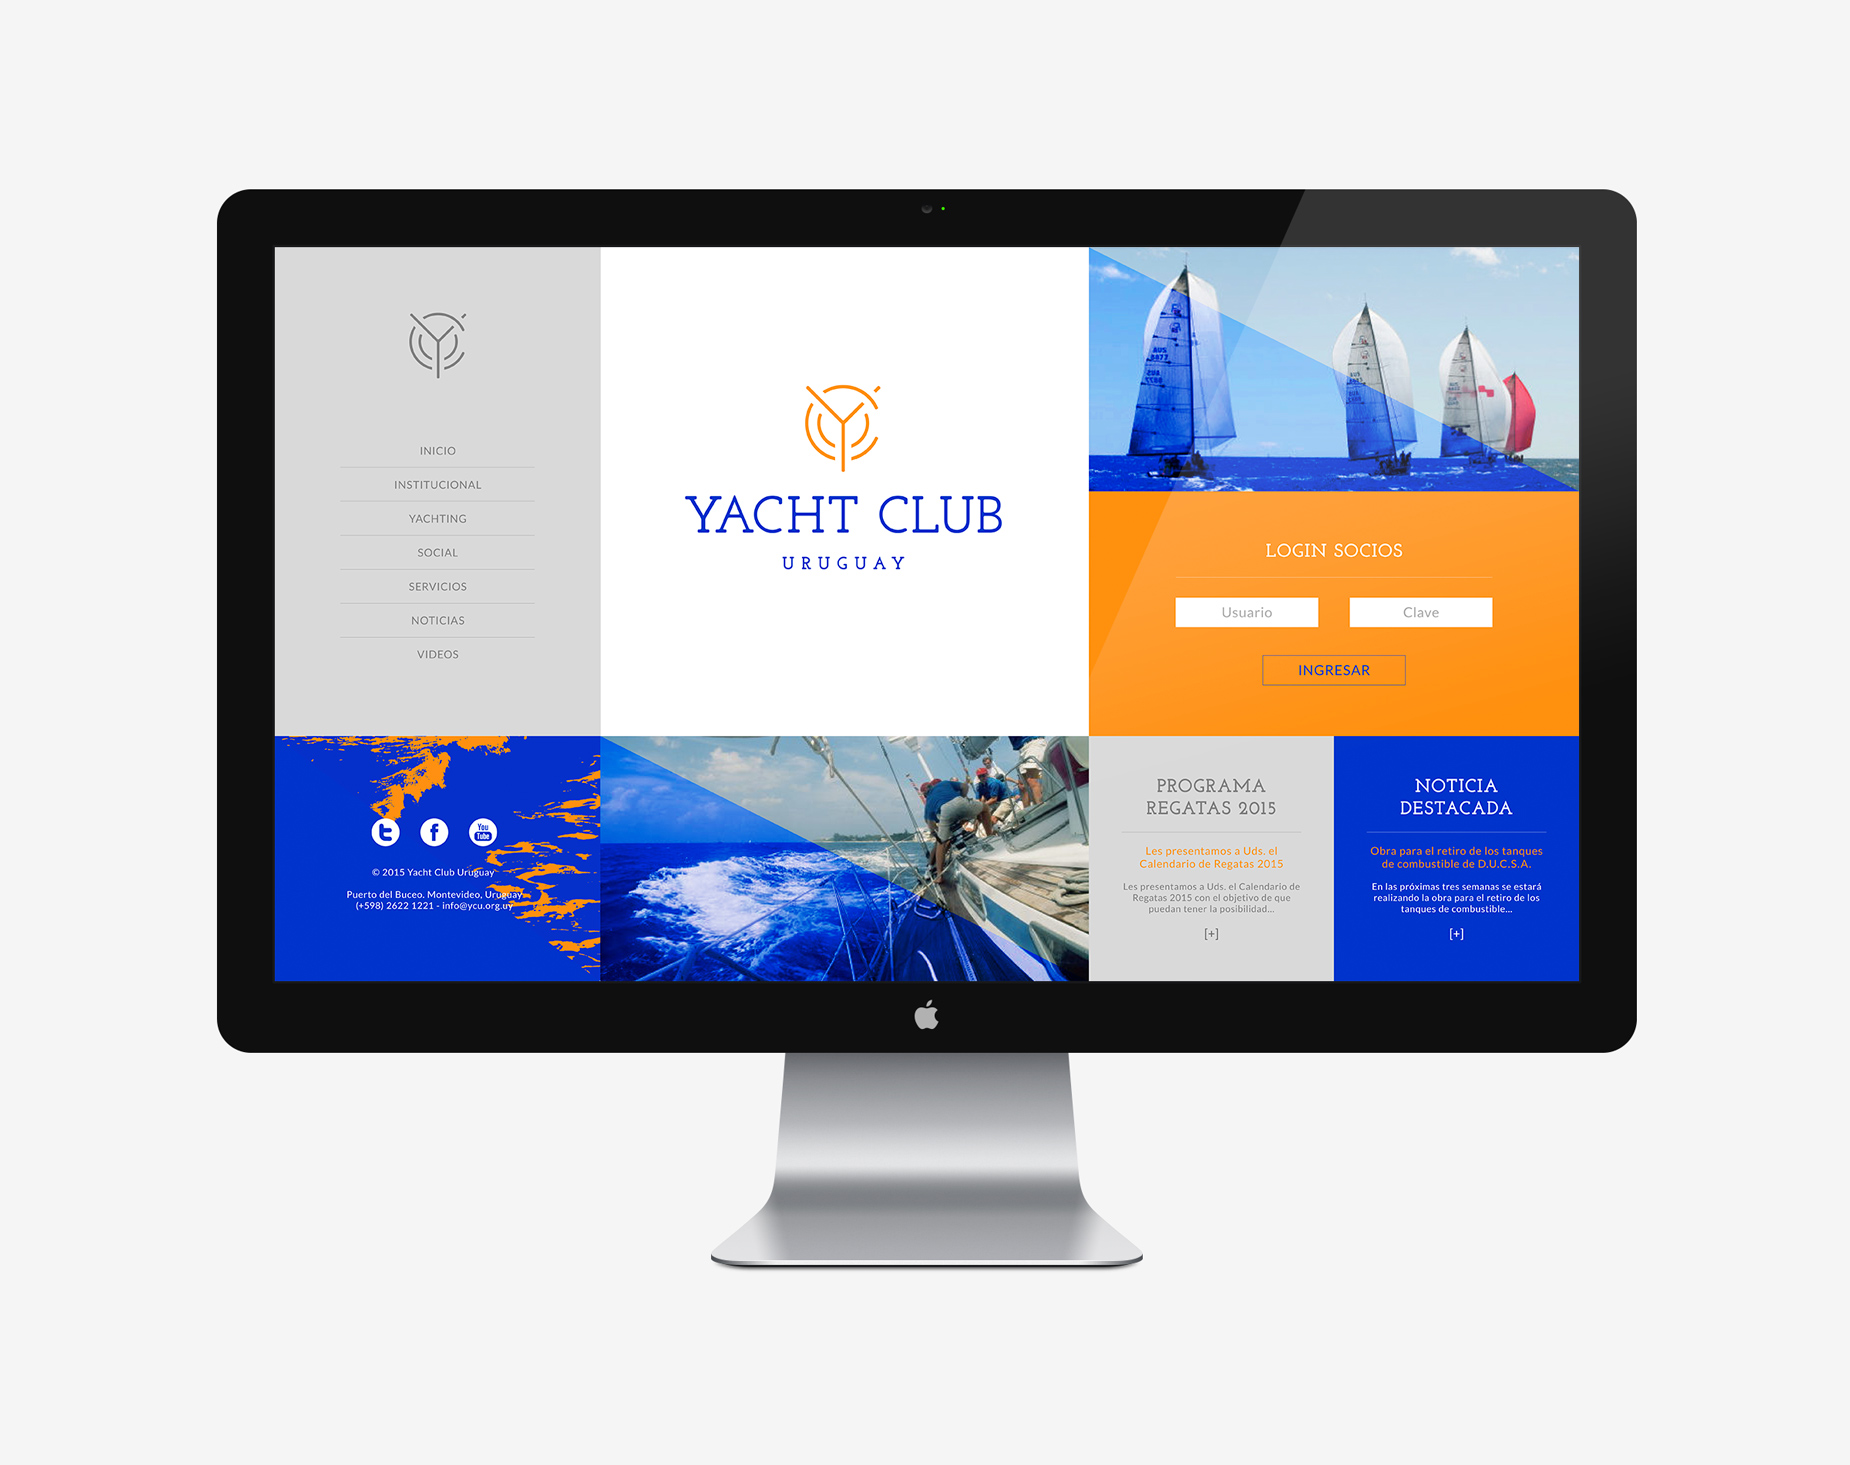 INICIO
INSTITUCIONAL
YACHTING
SOCIAL
SERVICIOS
NOTICIAS
VIDEOS
YACHT CLUB
URUGUAY
AUS
8877
LOGIN SOCIOS
Usuario
Clave
INGRESAR
You
Tube
© 2015 Yacht Club Uruguay
Puerto del Buceo. Montevideo, Uruguay
(+598) 2622 1221 - info@ycu.org.uy
PROGRAMA
REGATAS 2015
Les presentamos a Uds. el
Calendario de Regatas 2015
Les presentamos a Uds. el Calendario de
Regatas 2015 con el objetivo de que
puedan tener la posibilidad...
[+]
NOTICIA
DESTACADA
Obra para el retiro de los tanques
de combustible de D.U.C.S.A.
En las próximas tres semanas se estará
realizando la obra para el retiro de los
tanques de combustible...
[+]